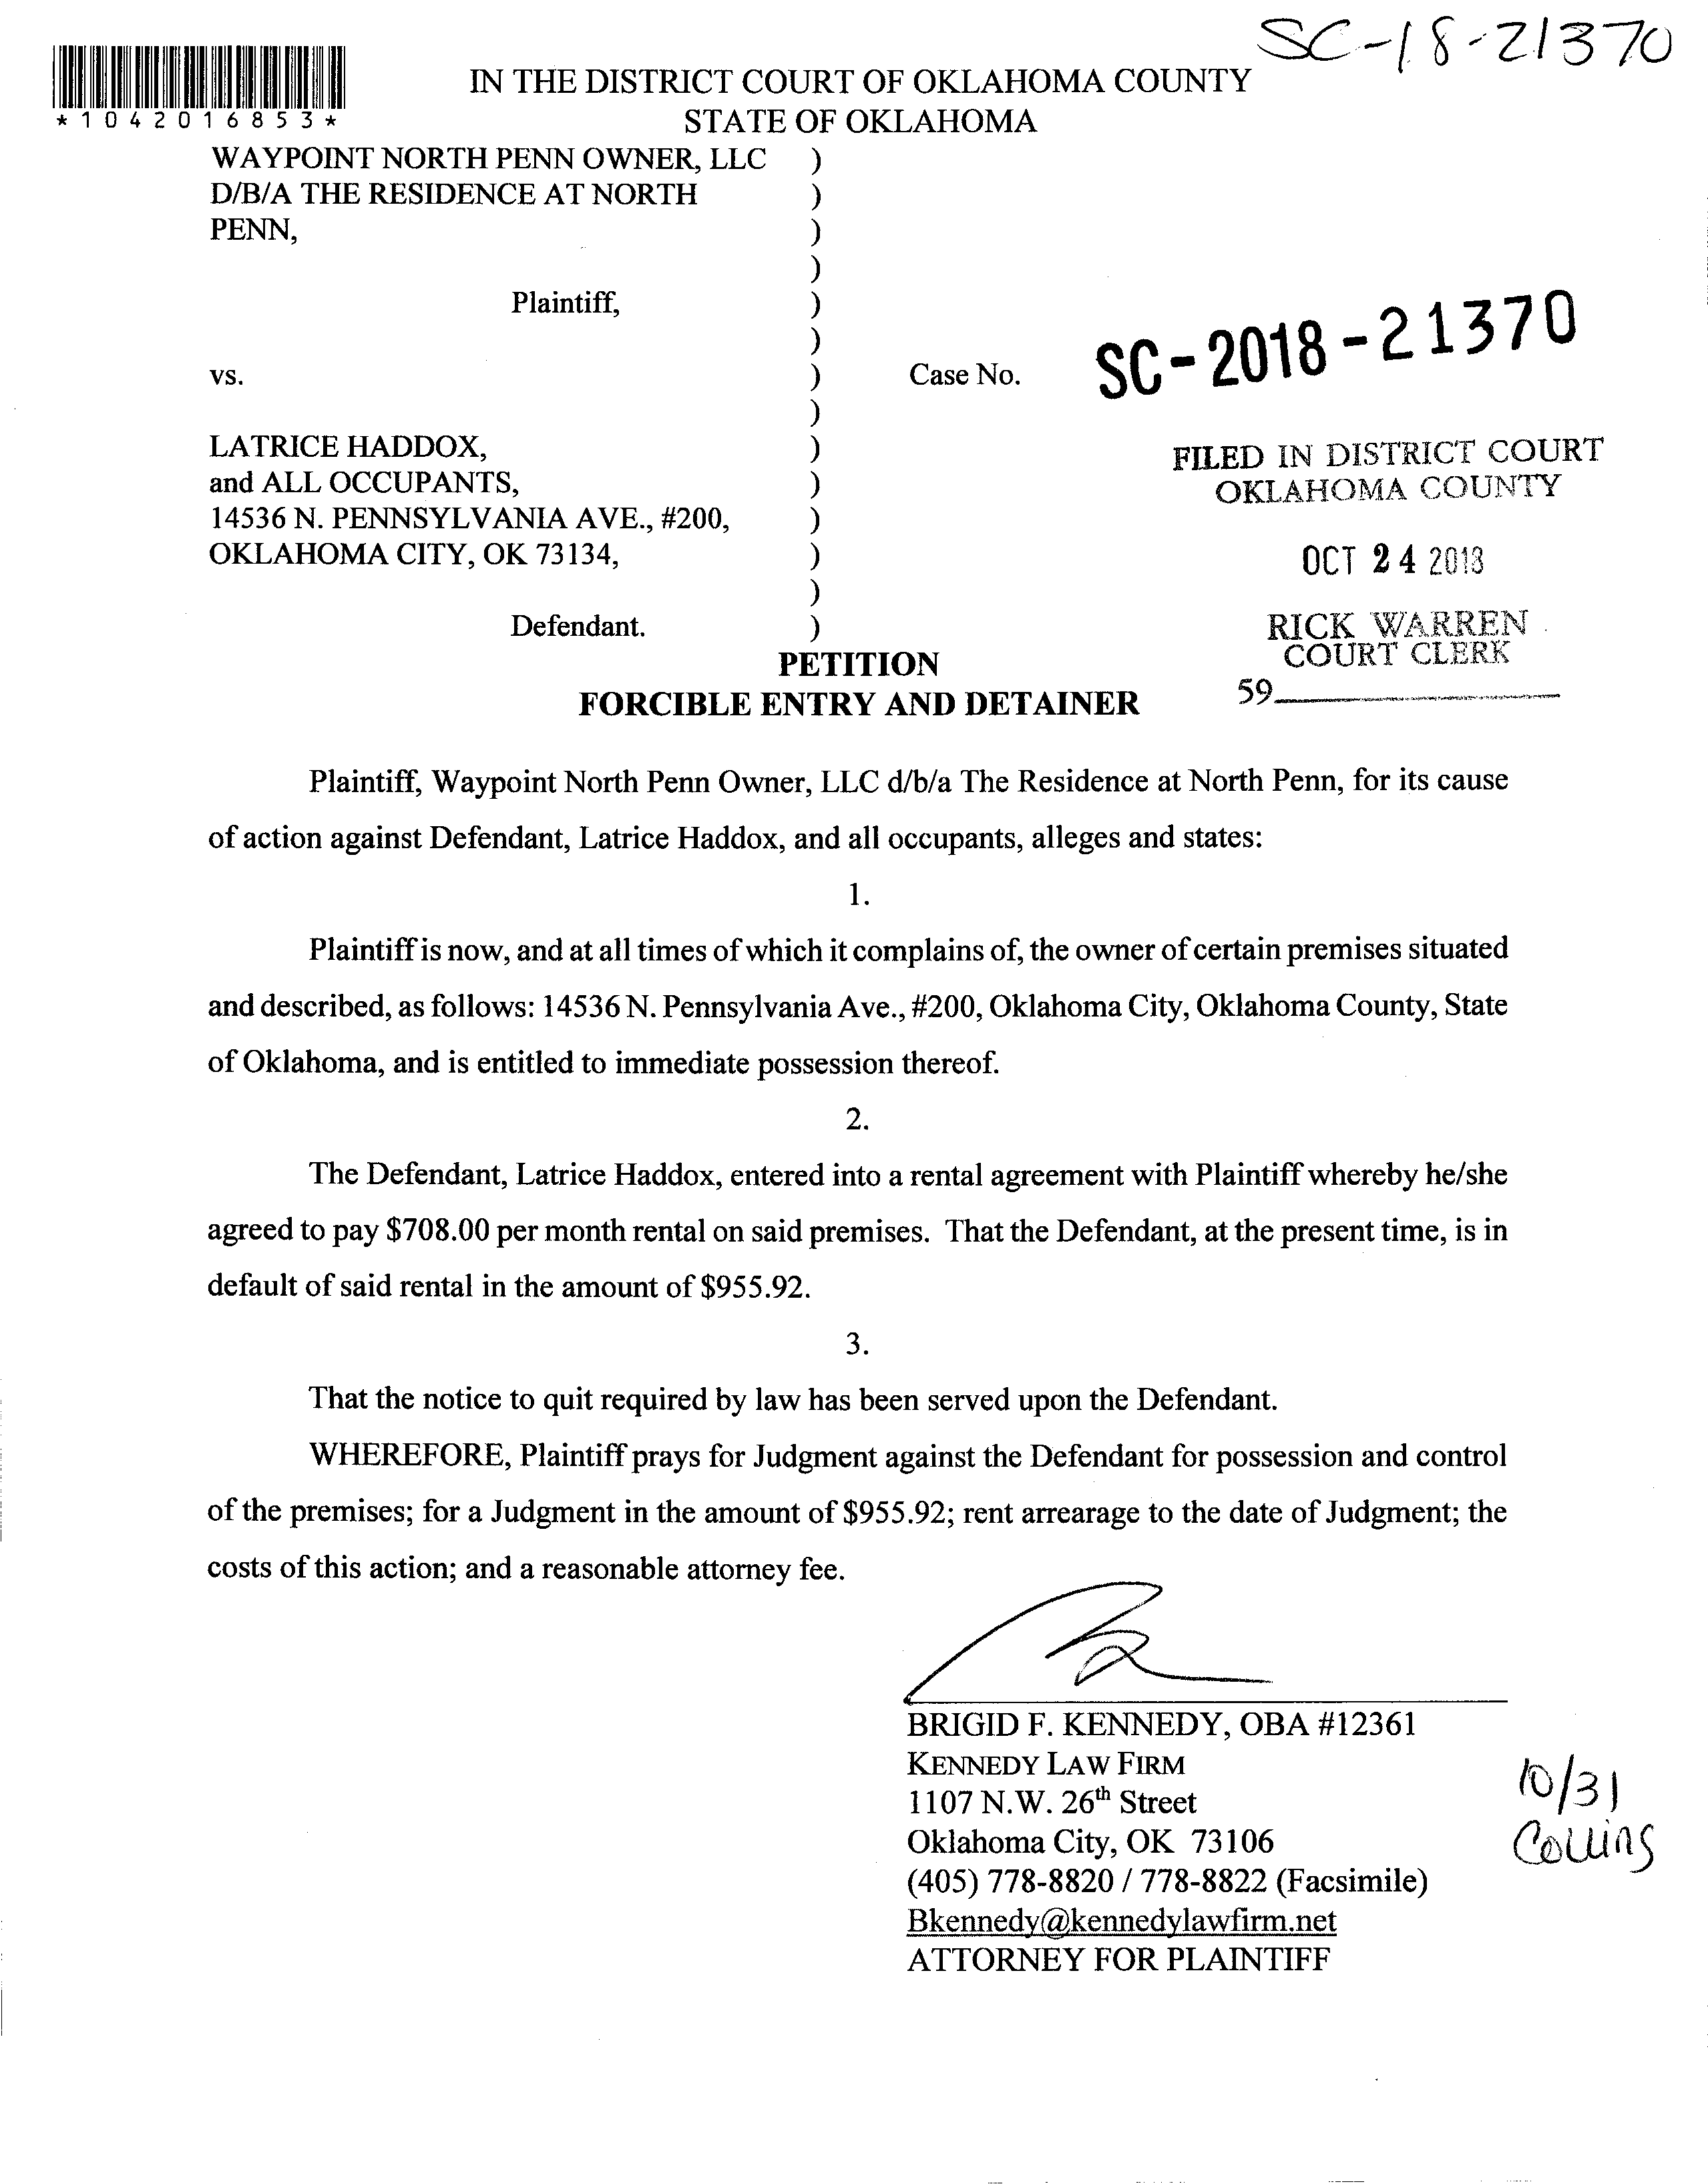 SC-18-21370
*1042016853*
IN THE DISTRICT COURT OF OKLAHOMA COUNTY
STATE OF OKLAHOMA
WAYPOINT NORTH PENN OWNER, LLC )
D/B/A THE RESIDENCE AT NORTH )
PENN, )
)
Plaintiff, )
)
vs. ) Case No. SC-2018-21370
)
LATRICE HADDOX, )
and ALL OCCUPANTS, )
14536 N. PENNSYLVANIA AVE., #200, )
OKLAHOMA CITY, OK 73134, )
)
Defendant. )
FILED IN DISTRICT COURT
OKLAHOMA COUNTY
OCT 24 2018
RICK WARREN
COURT CLERK
59
PETITION
FORCIBLE ENTRY AND DETAINER
Plaintiff, Waypoint North Penn Owner, LLC d/b/a The Residence at North Penn, for its cause
of action against Defendant, Latrice Haddox, and all occupants, alleges and states:
1.
Plaintiff is now, and at all times of which it complains of, the owner of certain premises situated
and described, as follows: 14536 N. Pennsylvania Ave., #200, Oklahoma City, Oklahoma County, State
of Oklahoma, and is entitled to immediate possession thereof.
2.
The Defendant, Latrice Haddox, entered into a rental agreement with Plaintiff whereby he/she
agreed to pay $708.00 per month rental on said premises. That the Defendant, at the present time, is in
default of said rental in the amount of $955.92.
3.
That the notice to quit required by law has been served upon the Defendant.
WHEREFORE, Plaintiff prays for Judgment against the Defendant for possession and control
of the premises; for a Judgment in the amount of $955.92; rent arrearage to the date of Judgment; the
costs of this action; and a reasonable attorney fee.
BRIGID F. KENNEDY, OBA #12361
KENNEDY LAW FIRM
1107 N.W. 26th Street
Oklahoma City, OK 73106
(405) 778-8820 / 778-8822 (Facsimile)
Bkennedy@kennedylawfirm.net
ATTORNEY FOR PLAINTIFF
10/31
Collins